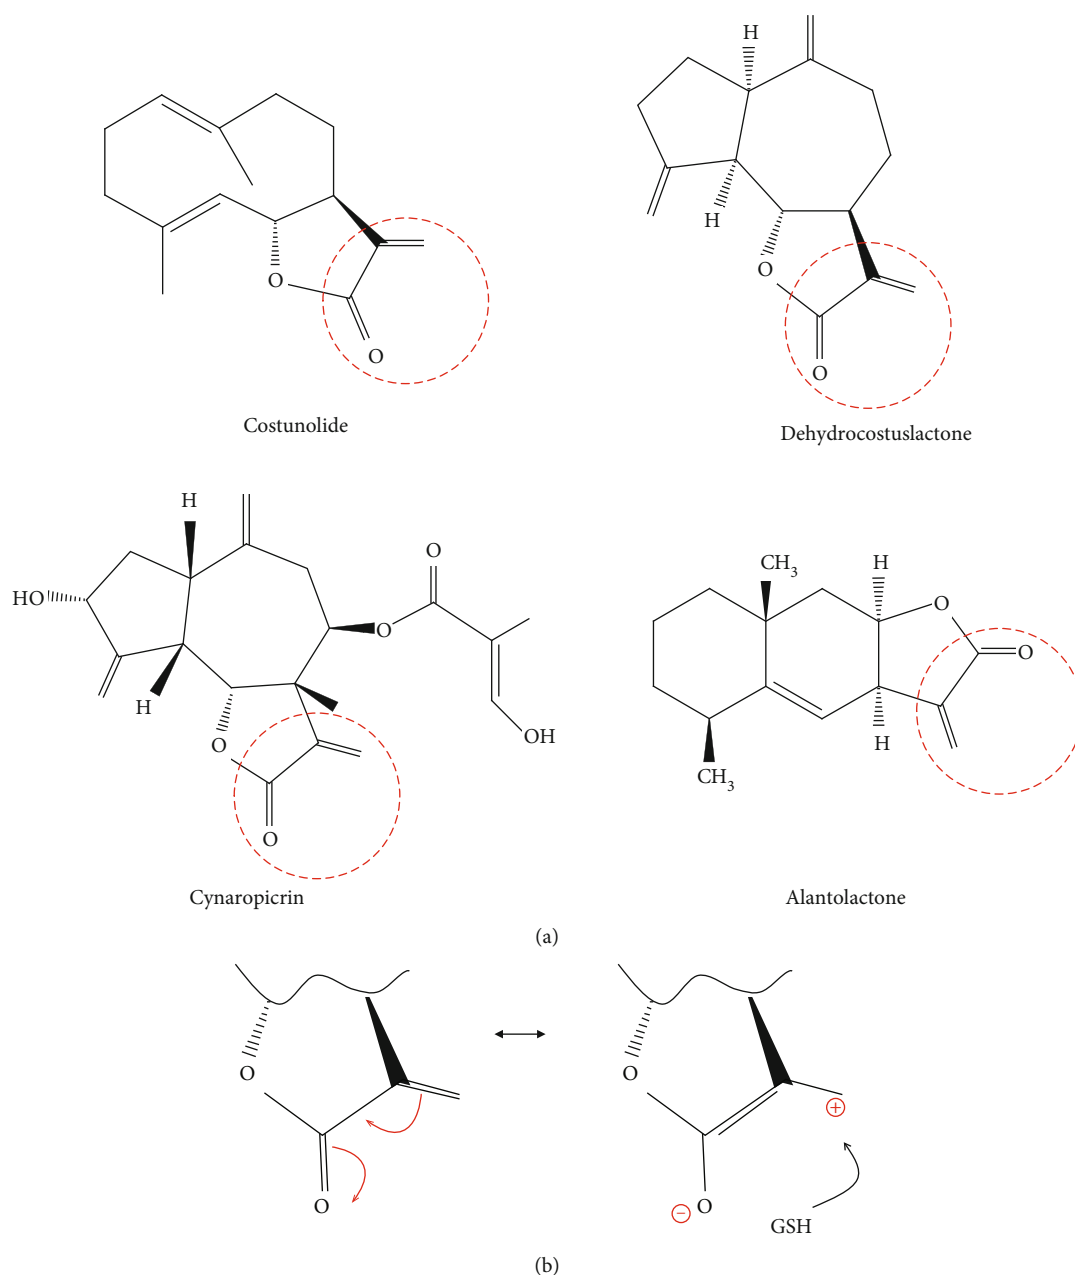 H
H
O
O
O
O
Costunolide
Dehydrocostuslactone
H
HO
O
O
H
O
OH
O
Cynaropicrin
CH3
H
O
O
H
CH3
Alantolactone
(a)
O
O
O
O
⊕
⊖
GSH
(b)